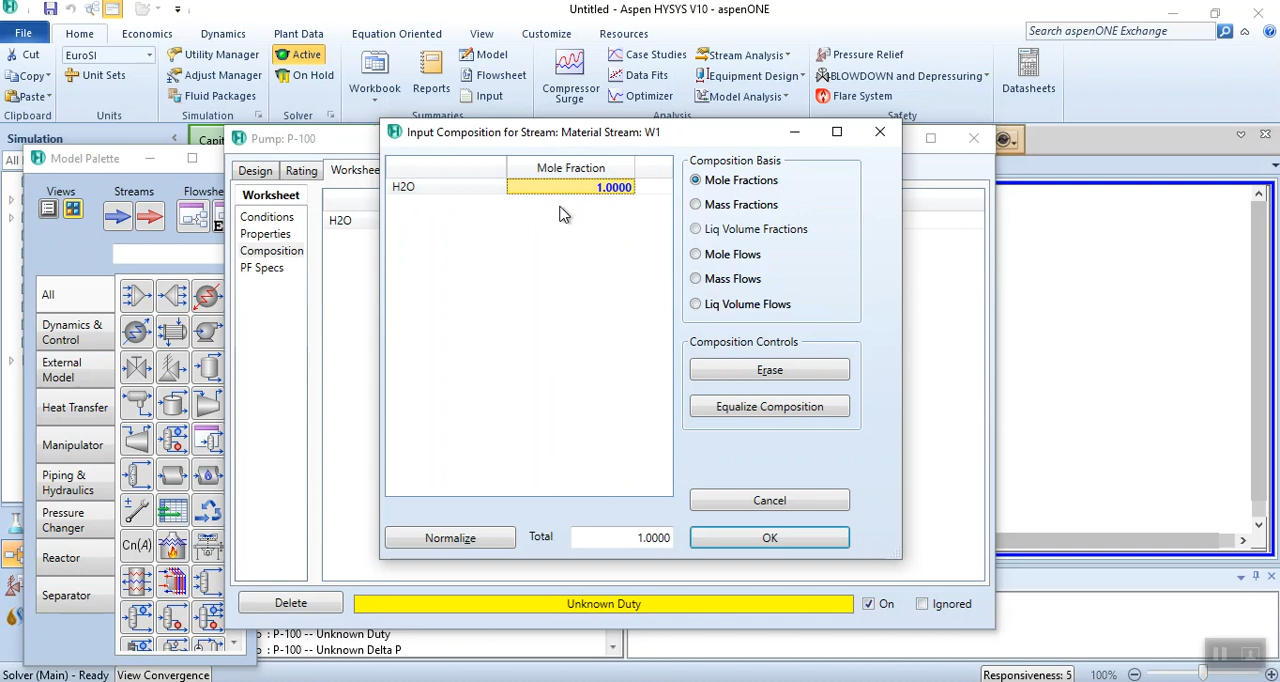 Untitled - Aspen HYSYS V10 - aspenONE
File
Home
Economics
Dynamics
Plant Data
Equation Oriented
View
Customize
Resources
Search aspenONE Exchange
Cut
Copy
Paste
Clipboard
EuroSI
Unit Sets
Units
Utility Manager
Adjust Manager
Fluid Packages
Simulation
Active
On Hold
Solver
Workbook
Reports
Model
Flowsheet
Input
Summaries
Compressor
Surge
Case Studies
Data Fits
Optimizer
Stream Analysis
Equipment Design
Model Analysis
Analysis
Pressure Relief
BLOWDOWN and Depressuring
Flare System
Safety
Datasheets
Simulation
All
Model Palette
Views
Streams
Flowshe
All
Dynamics &
Control
External
Model
Heat Transfer
Manipulator
Piping &
Hydraulics
Pressure
Changer
Reactor
Separator
Cn(A)
Capit
Pump: P-100
Design
Rating
Workshee
Worksheet
Conditions
Properties
Composition
PF Specs
H2O
Delete
Unknown Duty
On
Ignored
Input Composition for Stream: Material Stream: W1
Mole Fraction
H2O
1.0000
Composition Basis
Mole Fractions
Mass Fractions
Liq Volume Fractions
Mole Flows
Mass Flows
Liq Volume Flows
Composition Controls
Erase
Equalize Composition
Cancel
Normalize
Total
1.0000
OK
: P-100 -- Unknown Duty
: P-100 -- Unknown Delta P
Solver (Main) - Ready
View Convergence
Responsiveness: 5
100%